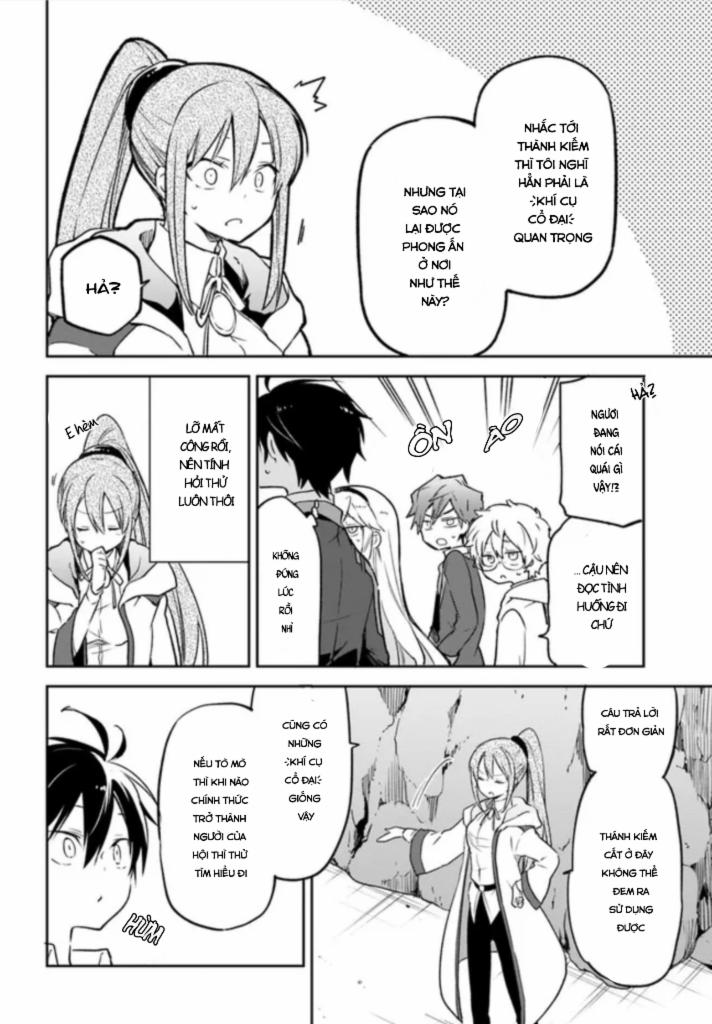 NHẮC TỚI
THÁNH KIẾM
THÌ TÔI NGHĨ
HẲN PHẢI LÀ
KHÍ CỤ
CỔ ĐẠI
QUAN TRỌNG
NHƯNG TẠI
SAO NÓ
LẠI ĐƯỢC
PHONG ẤN
Ở NƠI
NHƯ THẾ
NÀY?
HẢ?
HẢ?
NGƯƠI
ĐANG
NÓI CÁI
QUÁI GÌ
VẬY!?
... CẬU NÊN
ĐỌC TÌNH
HUỐNG ĐI
CHỨ
ỒN
ÀO
KHÔNG
ĐÚNG
LÚC
RỒI
NHỈ
LỠ MẤT
CÔNG RỒI,
NÊN TÍNH
HỎI THỬ
LUÔN THÔI
E hèm
CÂU TRẢ LỜI
RẤT ĐƠN GIẢN
THÁNH KIẾM
CẤT Ở ĐÂY
KHÔNG THỂ
ĐEM RA
SỬ DỤNG
ĐƯỢC
CŨNG CÓ
NHỮNG
KHÍ CỤ
CỔ ĐẠI
GIỐNG
VẬY
NẾU TÒ MÒ
THÌ KHI NÀO
CHÍNH THỨC
TRỞ THÀNH
NGƯỜI CỦA
HỘI THÌ THỬ
TÌM HIỂU ĐI
HỪM